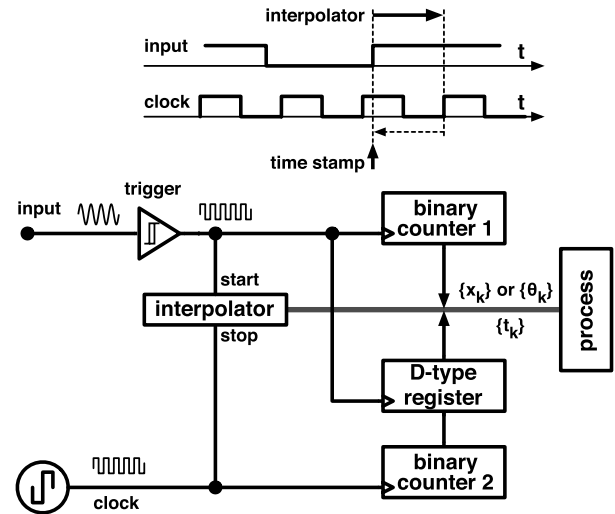 interpolator
input
t
clock
t
time stamp
trigger
input
binary
counter 1
start
interpolator
stop
{xk} or {θk}
{tk}
process
D-type
register
binary
counter 2
clock